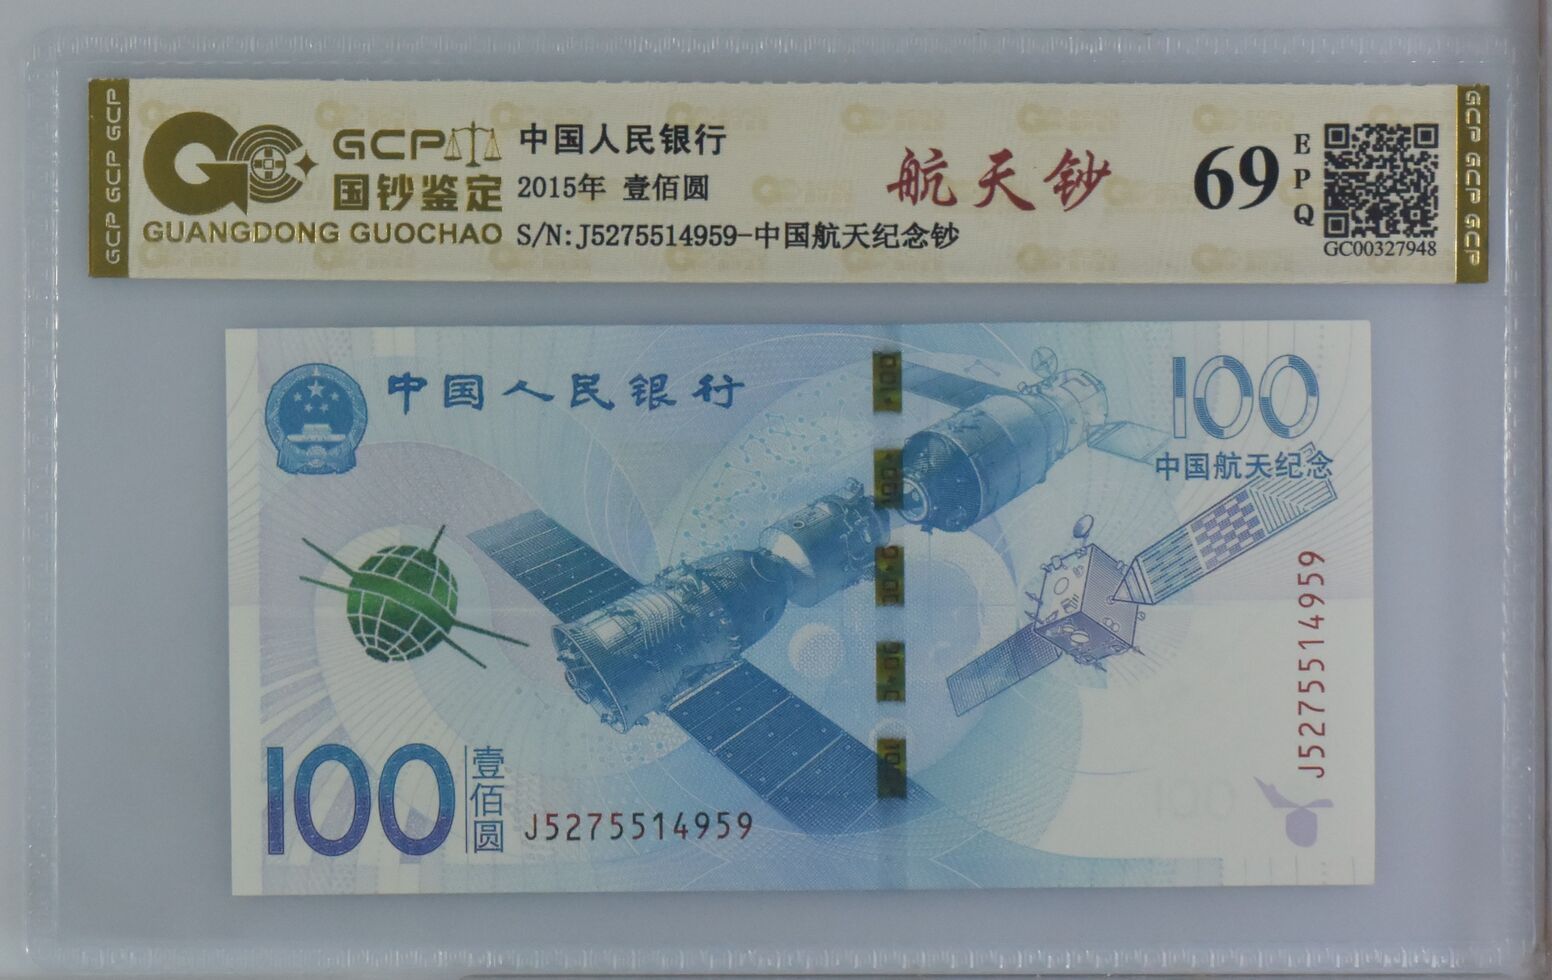 GCP GCP GCP
GCP
国钞鉴定
GUANGDONG GUOCHAO
中国人民银行
2015年 壹佰圆
S/N:J5275514959-中国航天纪念钞
航天钞
69
EPQ
GC00327948
GCP GCP GCP
中国人民银行
100
中国航天纪念
J5275514959
100
壹佰圆
J5275514959